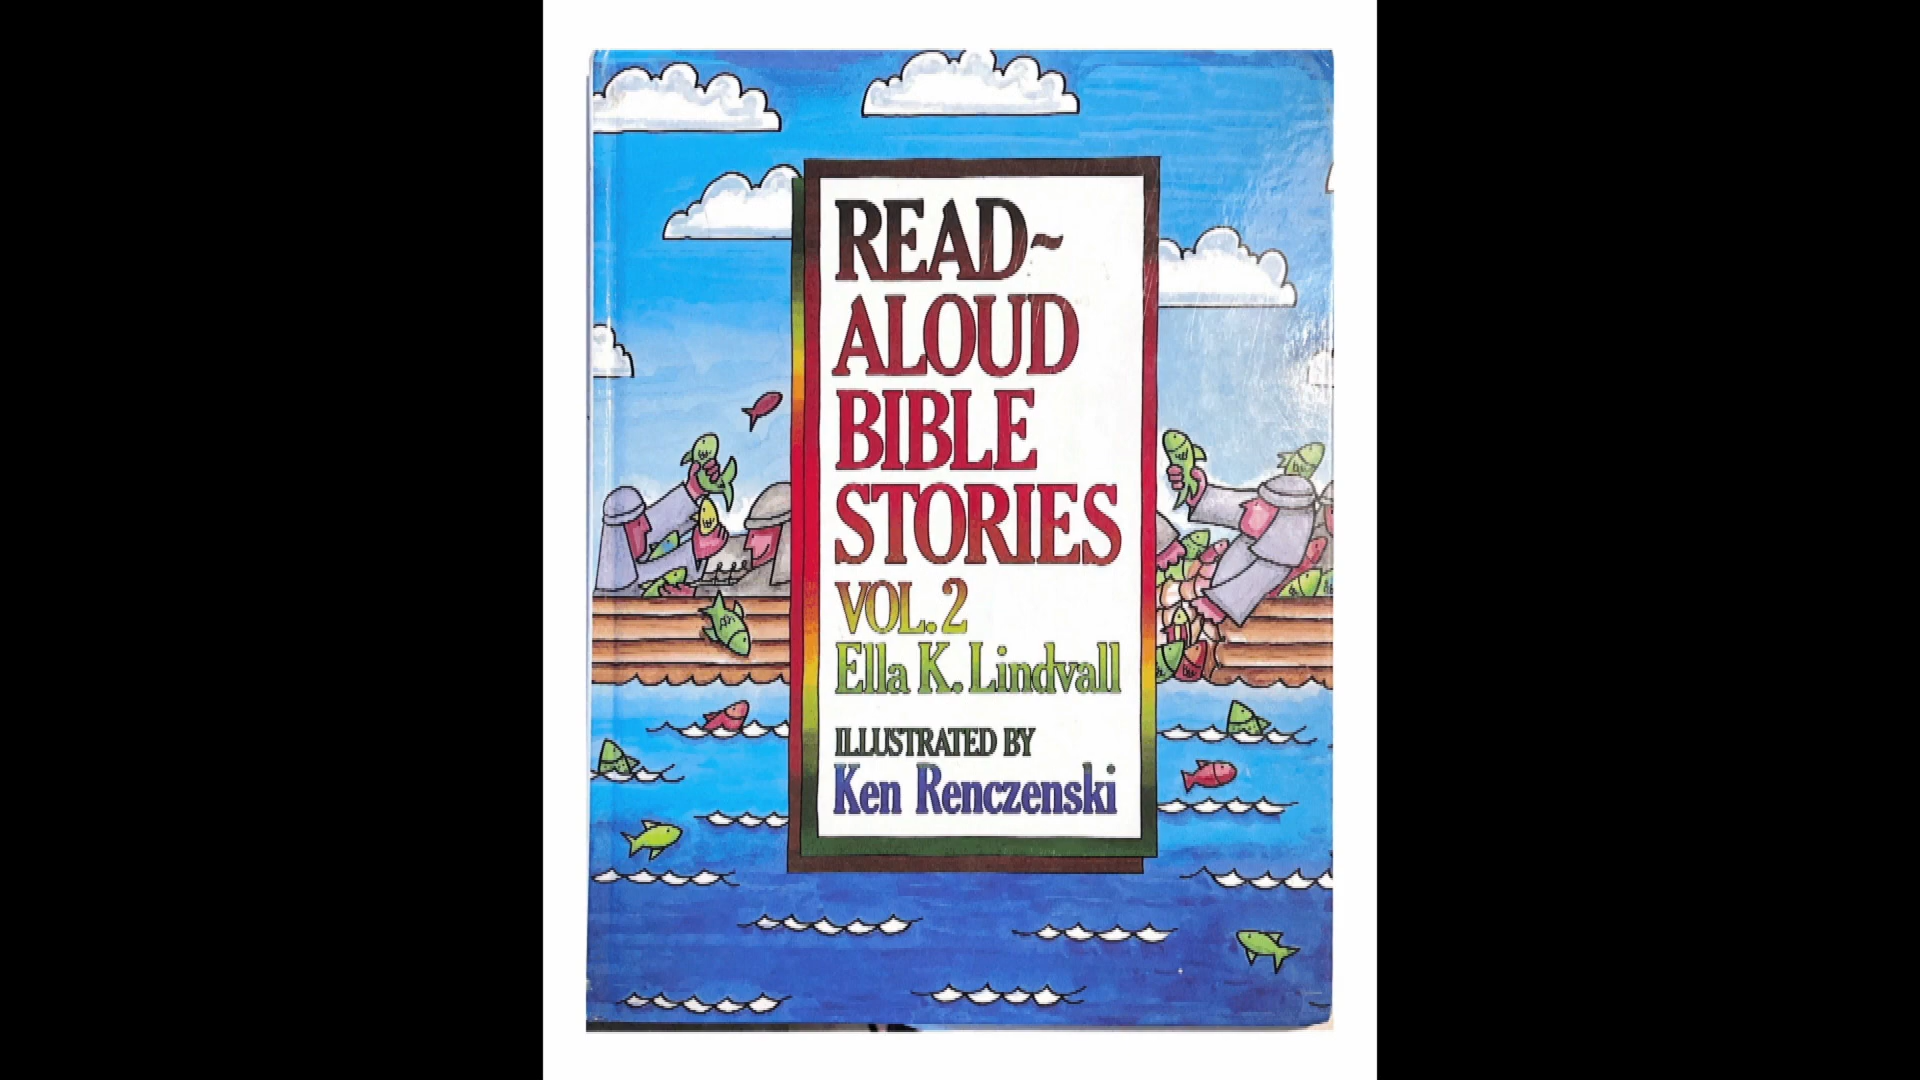 READ~
ALOUD
BIBLE
STORIES
VOL. 2
Ella K. Lindvall
ILLUSTRATED BY
Ken Renczenski